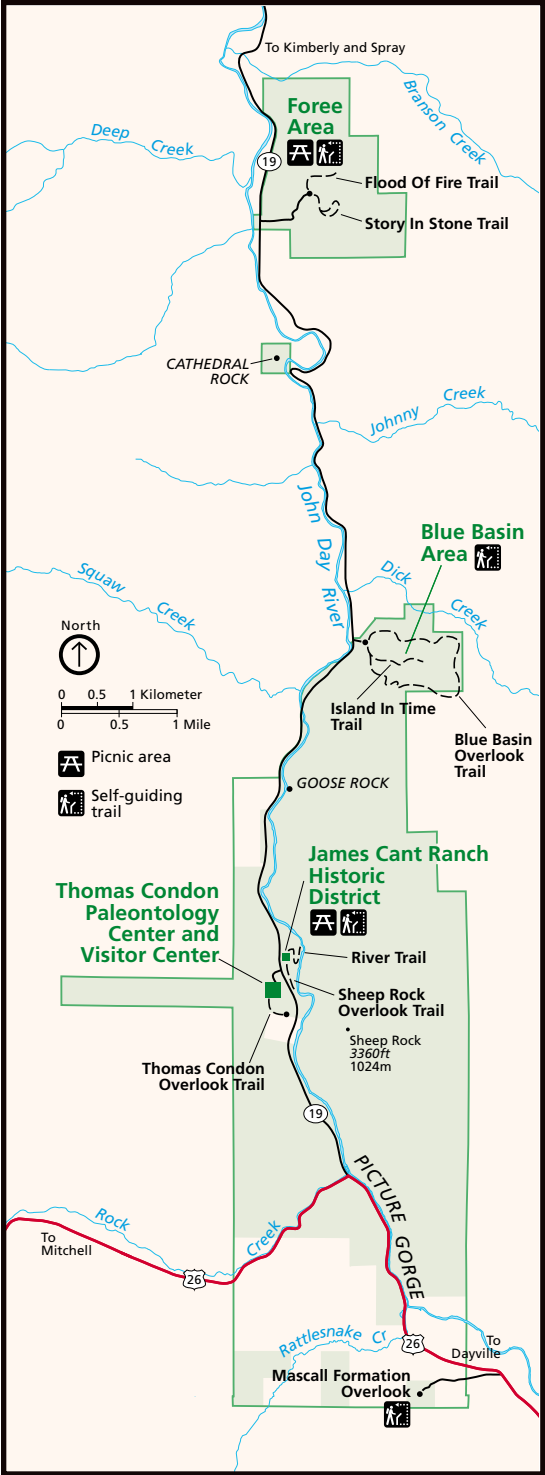 To Kimberly and Spray
Foree
Area
Branson Creek
Deep
Creek
19
Flood Of Fire Trail
Story In Stone Trail
CATHEDRAL
ROCK
Johnny Creek
John Day River
Blue Basin
Area
Dick
Creek
Squaw
Creek
North
0 0.5 1 Kilometer
0 0.5 1 Mile
Island In Time
Trail
Blue Basin
Overlook
Trail
Picnic area
Self-guiding
trail
GOOSE ROCK
James Cant Ranch
Historic
District
Thomas Condon
Paleontology
Center and
Visitor Center
River Trail
Sheep Rock
Overlook Trail
Sheep Rock
3360ft
1024m
Thomas Condon
Overlook Trail
19
PICTURE GORGE
Rock
Creek
To
Mitchell
26
Rattlesnake Cr
26
To
Dayville
Mascall Formation
Overlook